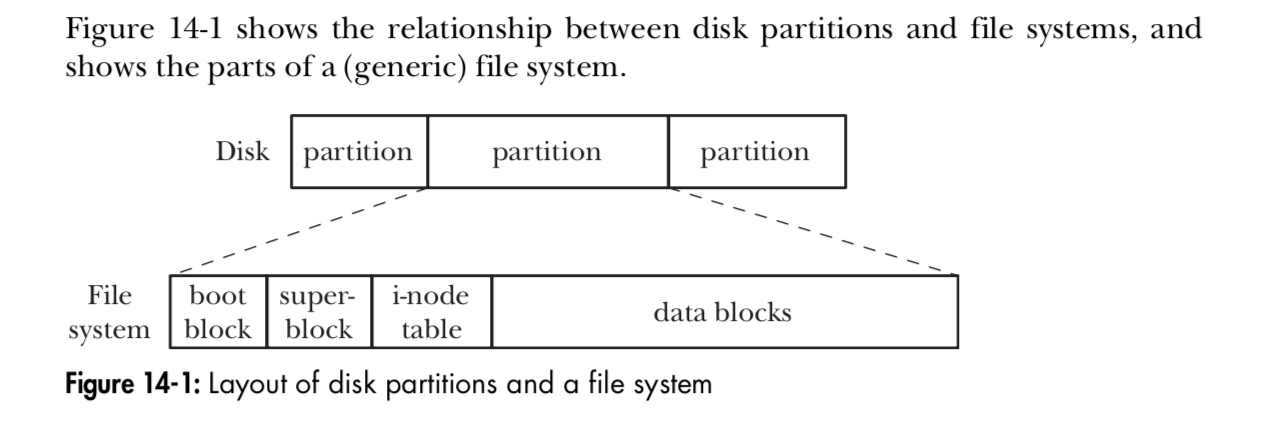 Figure 14-1 shows the relationship between disk partitions and file systems, and
shows the parts of a (generic) file system.
Disk partition partition partition
File system
boot block
super-block
i-node table
data blocks
Figure 14-1: Layout of disk partitions and a file system